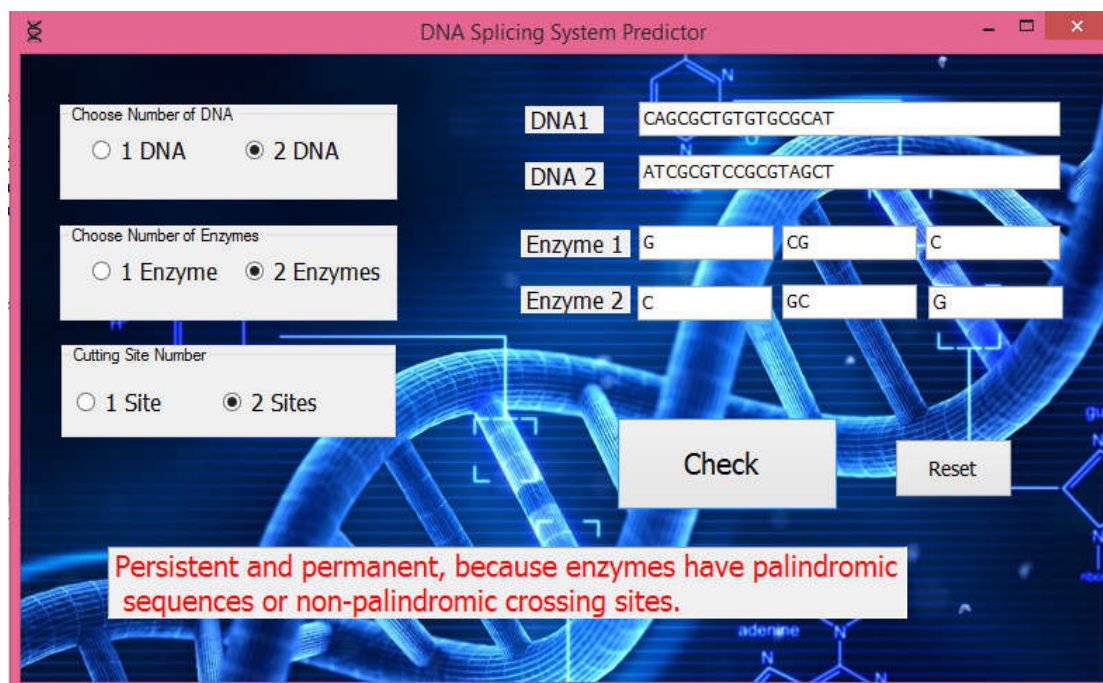 DNA Splicing System Predictor
Choose Number of DNA
1 DNA
2 DNA
Choose Number of Enzymes
1 Enzyme
2 Enzymes
Cutting Site Number
1 Site
2 Sites
DNA1
CAGCGCTGTGTGCGCAT
DNA 2
ATCGCGTCCGCGTAGCT
Enzyme 1
G
CG
C
Enzyme 2
C
GC
G
Check
Reset
Persistent and permanent, because enzymes have palindromic
sequences or non-palindromic crossing sites.
adenine
N
N
N
N
N
N